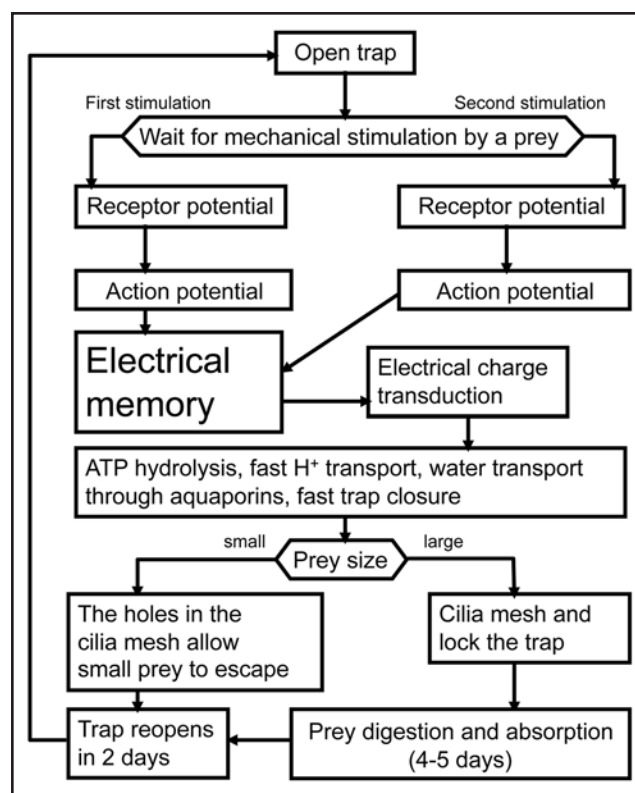 Open trap
First stimulation
Second stimulation
Wait for mechanical stimulation by a prey
Receptor potential
Receptor potential
Action potential
Action potential
Electrical
memory
Electrical charge
transduction
ATP hydrolysis, fast H⁺ transport, water transport
through aquaporins, fast trap closure
small
large
Prey size
The holes in the
cilia mesh allow
small prey to escape
Cilia mesh and
lock the trap
Trap reopens
in 2 days
Prey digestion and absorption
(4-5 days)